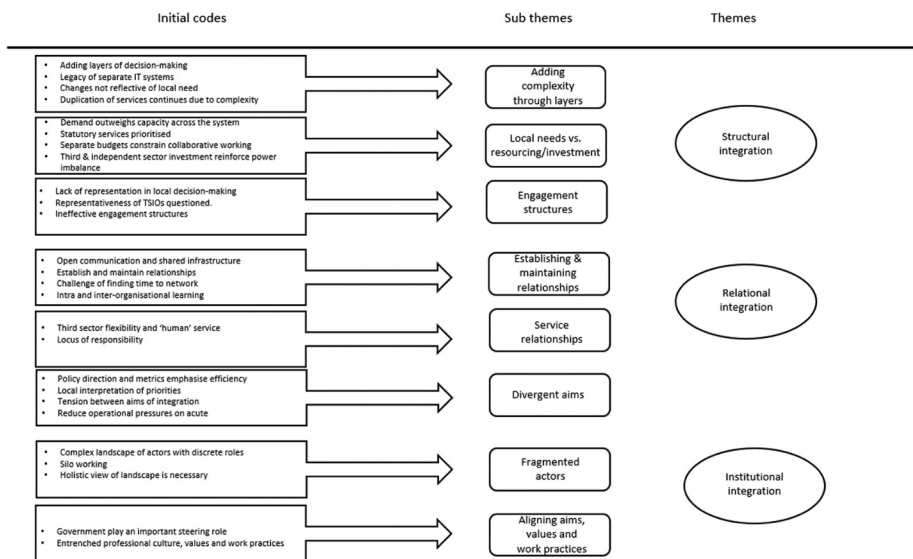 Initial codes
Sub themes
Themes
• Adding layers of decision-making
• Legacy of separate IT systems
• Changes not reflective of local need
• Duplication of services continues due to complexity
Adding
complexity
through layers
• Demand outweighs capacity across the system
• Statutory services prioritised
• Separate budgets constrain collaborative working
• Third & independent sector investment reinforce power
imbalance
Local needs vs.
resourcing/investment
Structural
integration
• Lack of representation in local decision-making
• Representativeness of TSIOs questioned.
• Ineffective engagement structures
Engagement
structures
• Open communication and shared infrastructure
• Establish and maintain relationships
• Challenge of finding time to network
• Intra and inter-organisational learning
Establishing &
maintaining
relationships
Relational
integration
• Third sector flexibility and ‘human’ service
• Locus of responsibility
Service
relationships
• Policy direction and metrics emphasise efficiency
• Local interpretation of priorities
• Tension between aims of integration
• Reduce operational pressures on acute
Divergent aims
• Complex landscape of actors with discrete roles
• Silo working
• Holistic view of landscape is necessary
Fragmented
actors
Institutional
integration
• Government play an important steering role
• Entrenched professional culture, values and work practices
Aligning aims,
values and
work practices